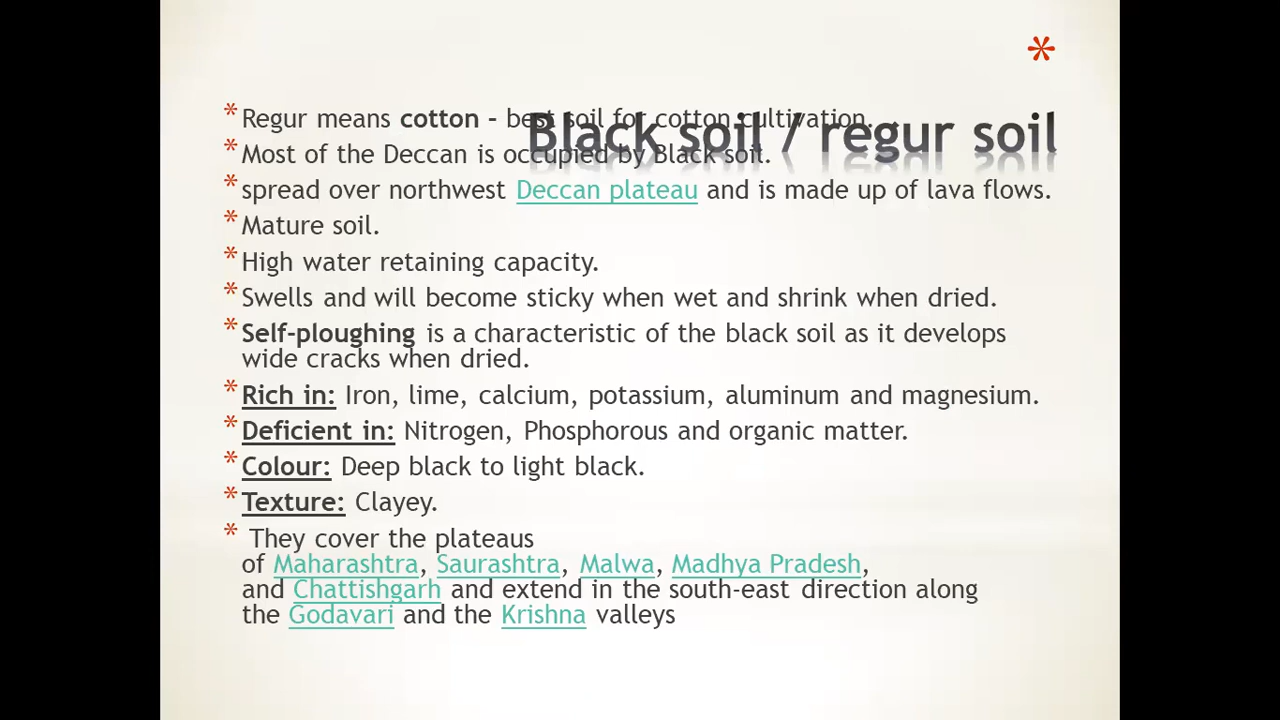 Black soil / regur soil
* Regur means cotton – best soil for cotton cultivation.
* Most of the Deccan is occupied by Black soil.
* spread over northwest Deccan plateau and is made up of lava flows.
* Mature soil.
* High water retaining capacity.
* Swells and will become sticky when wet and shrink when dried.
* Self-ploughing is a characteristic of the black soil as it develops
wide cracks when dried.
* Rich in: Iron, lime, calcium, potassium, aluminum and magnesium.
* Deficient in: Nitrogen, Phosphorous and organic matter.
* Colour: Deep black to light black.
* Texture: Clayey.
* They cover the plateaus
of Maharashtra, Saurashtra, Malwa, Madhya Pradesh,
and Chattishgarh and extend in the south-east direction along
the Godavari and the Krishna valleys